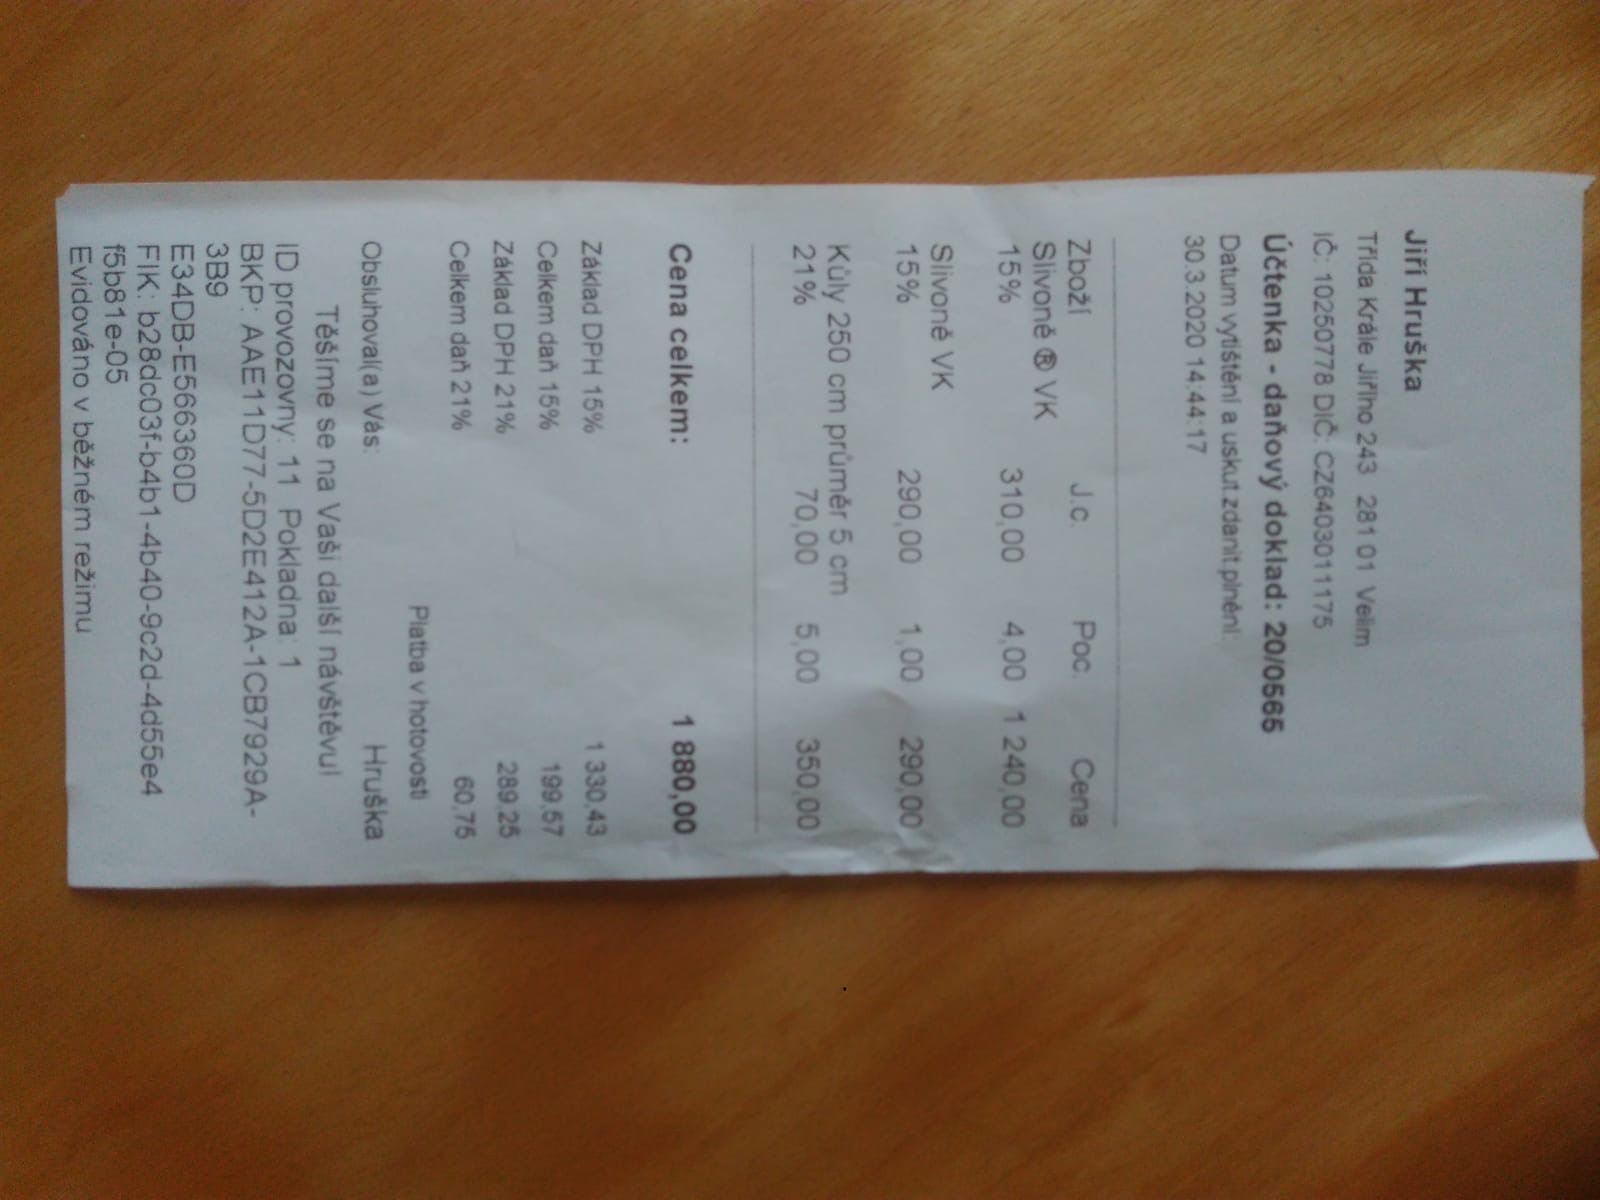 Jiří Hruška
Třída Krále Jiřího 243 281 01 Velim
IČ: 10250778 DIČ: CZ6403011175
Účtenka - daňový doklad: 20/0565
Datum vytištění a uskut.zdanit.plnění:
30.3.2020 14:44:17
Zboží J.c. Poc. Cena
Slivoně ® VK
15% 310,00 4,00 1 240,00
Slivoně VK
15% 290,00 1,00 290,00
Kůly 250 cm průměr 5 cm
21% 70,00 5,00 350,00
Cena celkem: 1 880,00
Základ DPH 15% 1 330,43
Celkem daň 15% 199,57
Základ DPH 21% 289,25
Celkem daň 21% 60,75
Platba v hotovosti
Obsluhoval(a) Vás: Hruška
Těšíme se na Vaši další návštěvu!
ID provozovny: 11 Pokladna: 1
BKP: AAE11D77-5D2E412A-1CB7929A-
3B9
E34DB-E566360D
FIK: b28dc03f-b4b1-4b40-9c2d-4d55e4
f5b81e-05
Evidováno v běžném režimu